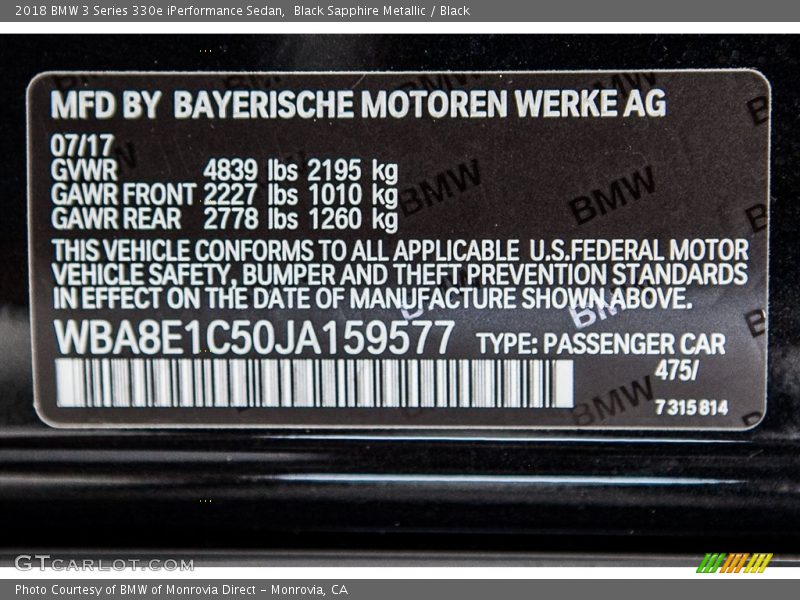 2018 BMW 3 Series 330e iPerformance Sedan,  Black Sapphire Metallic / Black
MFD BY BAYERISCHE MOTOREN WERKE AG
07/17
GVWR 4839 lbs 2195 kg
GAWR FRONT 2227 lbs 1010 kg
GAWR REAR 2778 lbs 1260 kg
THIS VEHICLE CONFORMS TO ALL APPLICABLE U.S.FEDERAL MOTOR
VEHICLE SAFETY, BUMPER AND THEFT PREVENTION STANDARDS
IN EFFECT ON THE DATE OF MANUFACTURE SHOWN ABOVE.
WBA8E1C50JA159577 TYPE: PASSENGER CAR
475/
7 315 814
BMW
BMW
BMW
BMW
GTCARLOT.COM
Photo Courtesy of BMW of Monrovia Direct - Monrovia, CA